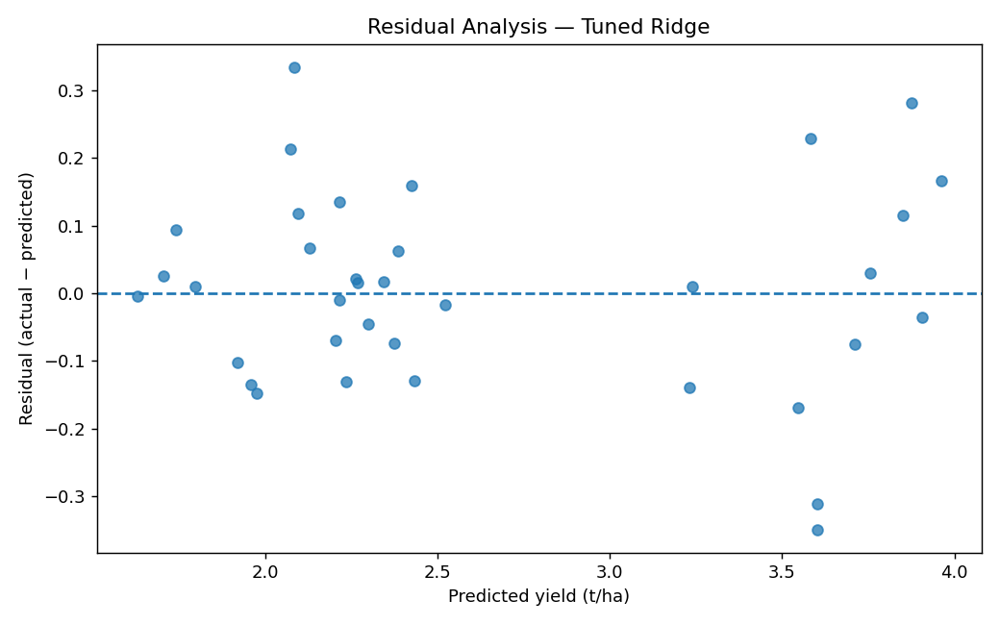 Residual Analysis — Tuned Ridge
0.3
0.2
0.1
0.0
−0.1
−0.2
−0.3
Residual (actual − predicted)
2.0 2.5 3.0 3.5 4.0
Predicted yield (t/ha)